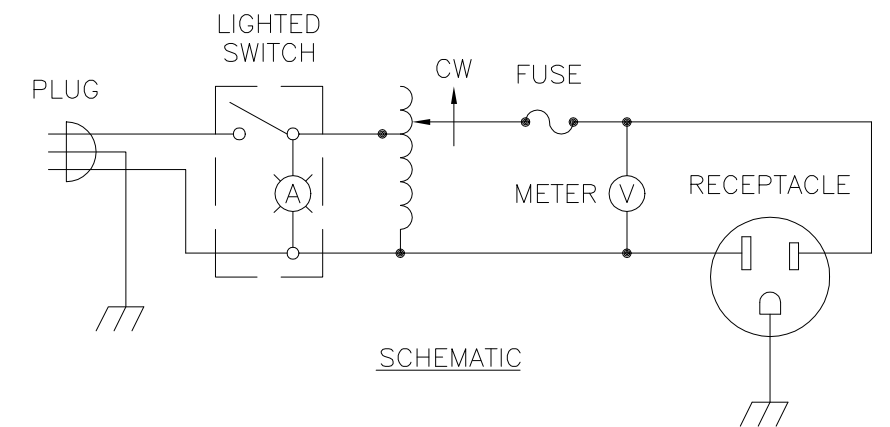 LIGHTED
SWITCH
PLUG
CW
FUSE
A
METER
V
RECEPTACLE
SCHEMATIC